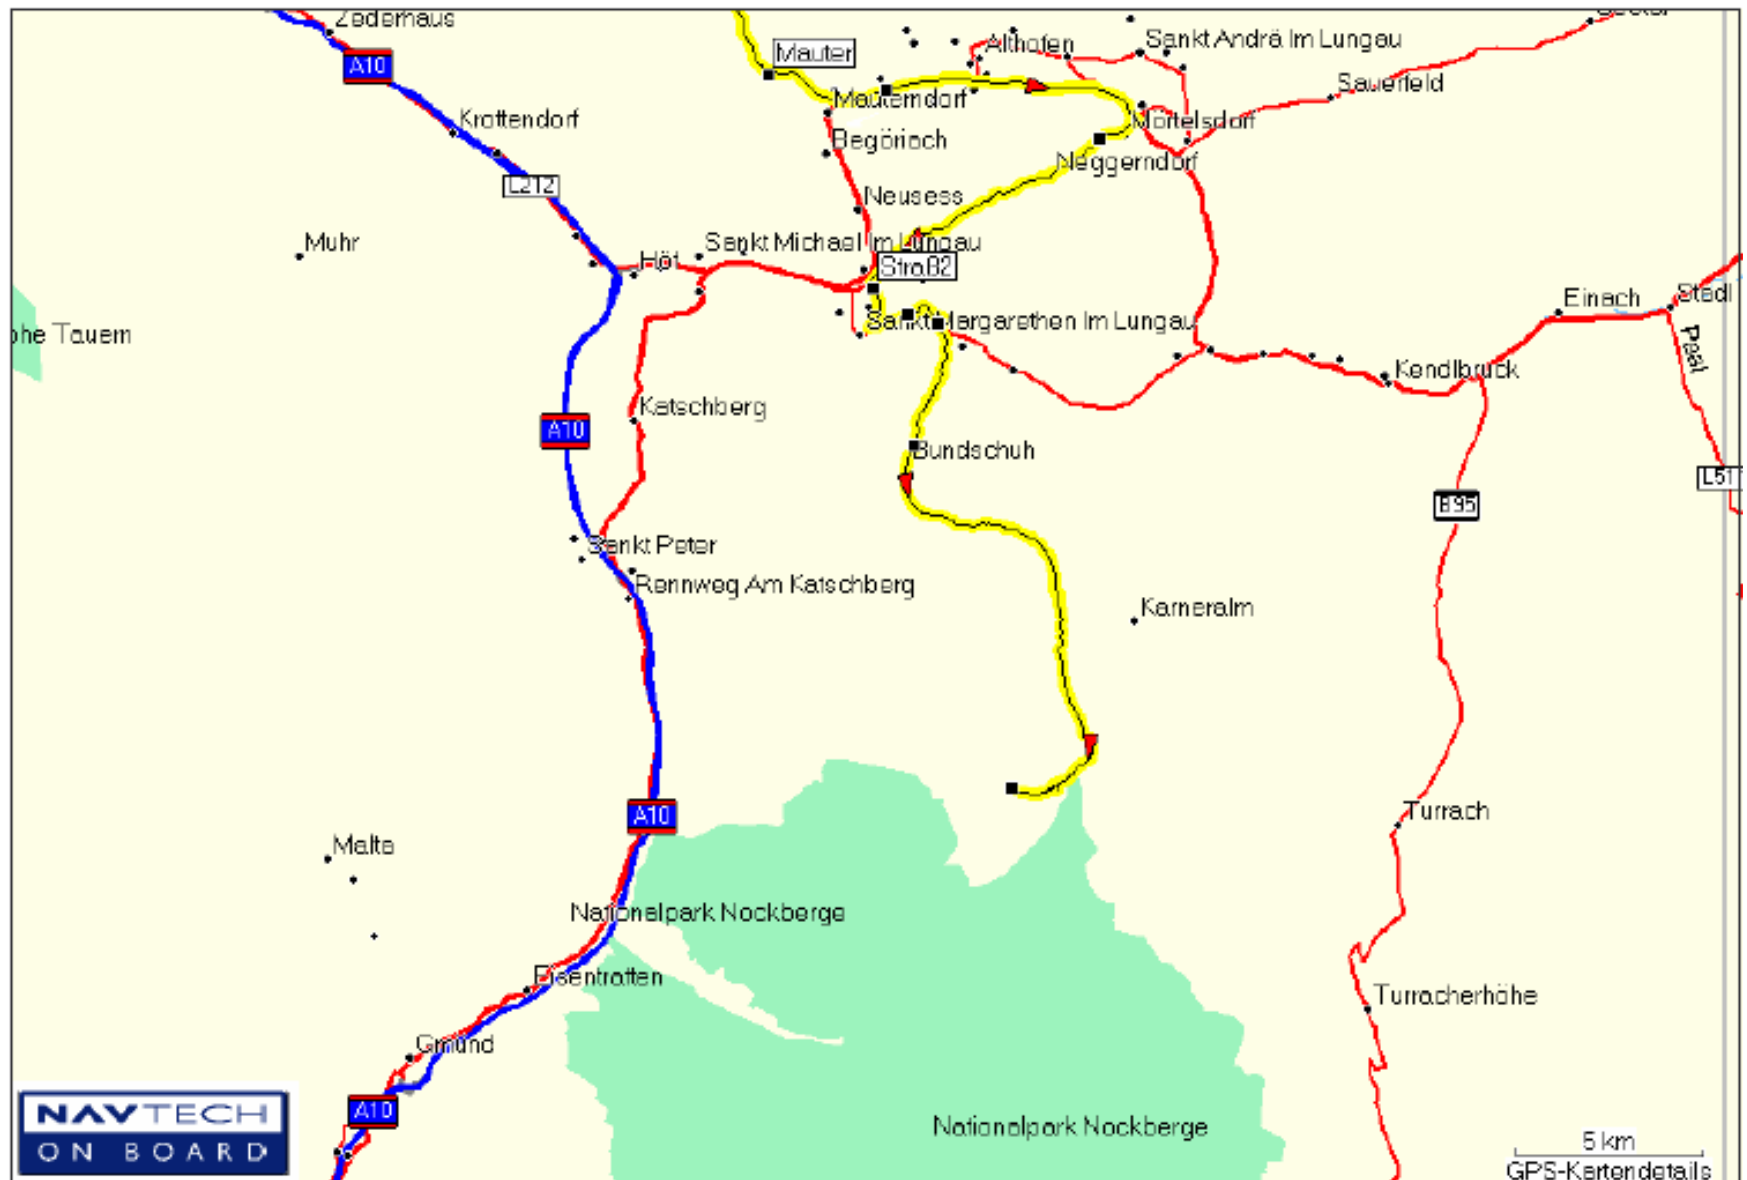 Zederhaus
A10
Mauter
Althofen
Sankt Andrä Im Lungau
Sauerfeld
Krottendorf
Mauterndorf
Mörtelsdorf
Begöriach
Neggerndorf
L212
Neusess
Muhr
Höf
Sankt Michael Im Lungau
Straß2
Einach
Stadl
Sankt Margarethen Im Lungau
ohe Tauern
Paal
Kendlbruck
Katschberg
A10
Bundschuh
L51
B95
Sankt Peter
Rennweg Am Katschberg
Karneralm
A10
Turrach
Malta
Nationalpark Nockberge
Eisentratten
Turracherhöhe
Gmünd
A10
NAVTECH
ON BOARD
Nationalpark Nockberge
5 km
GPS-Kartendetails